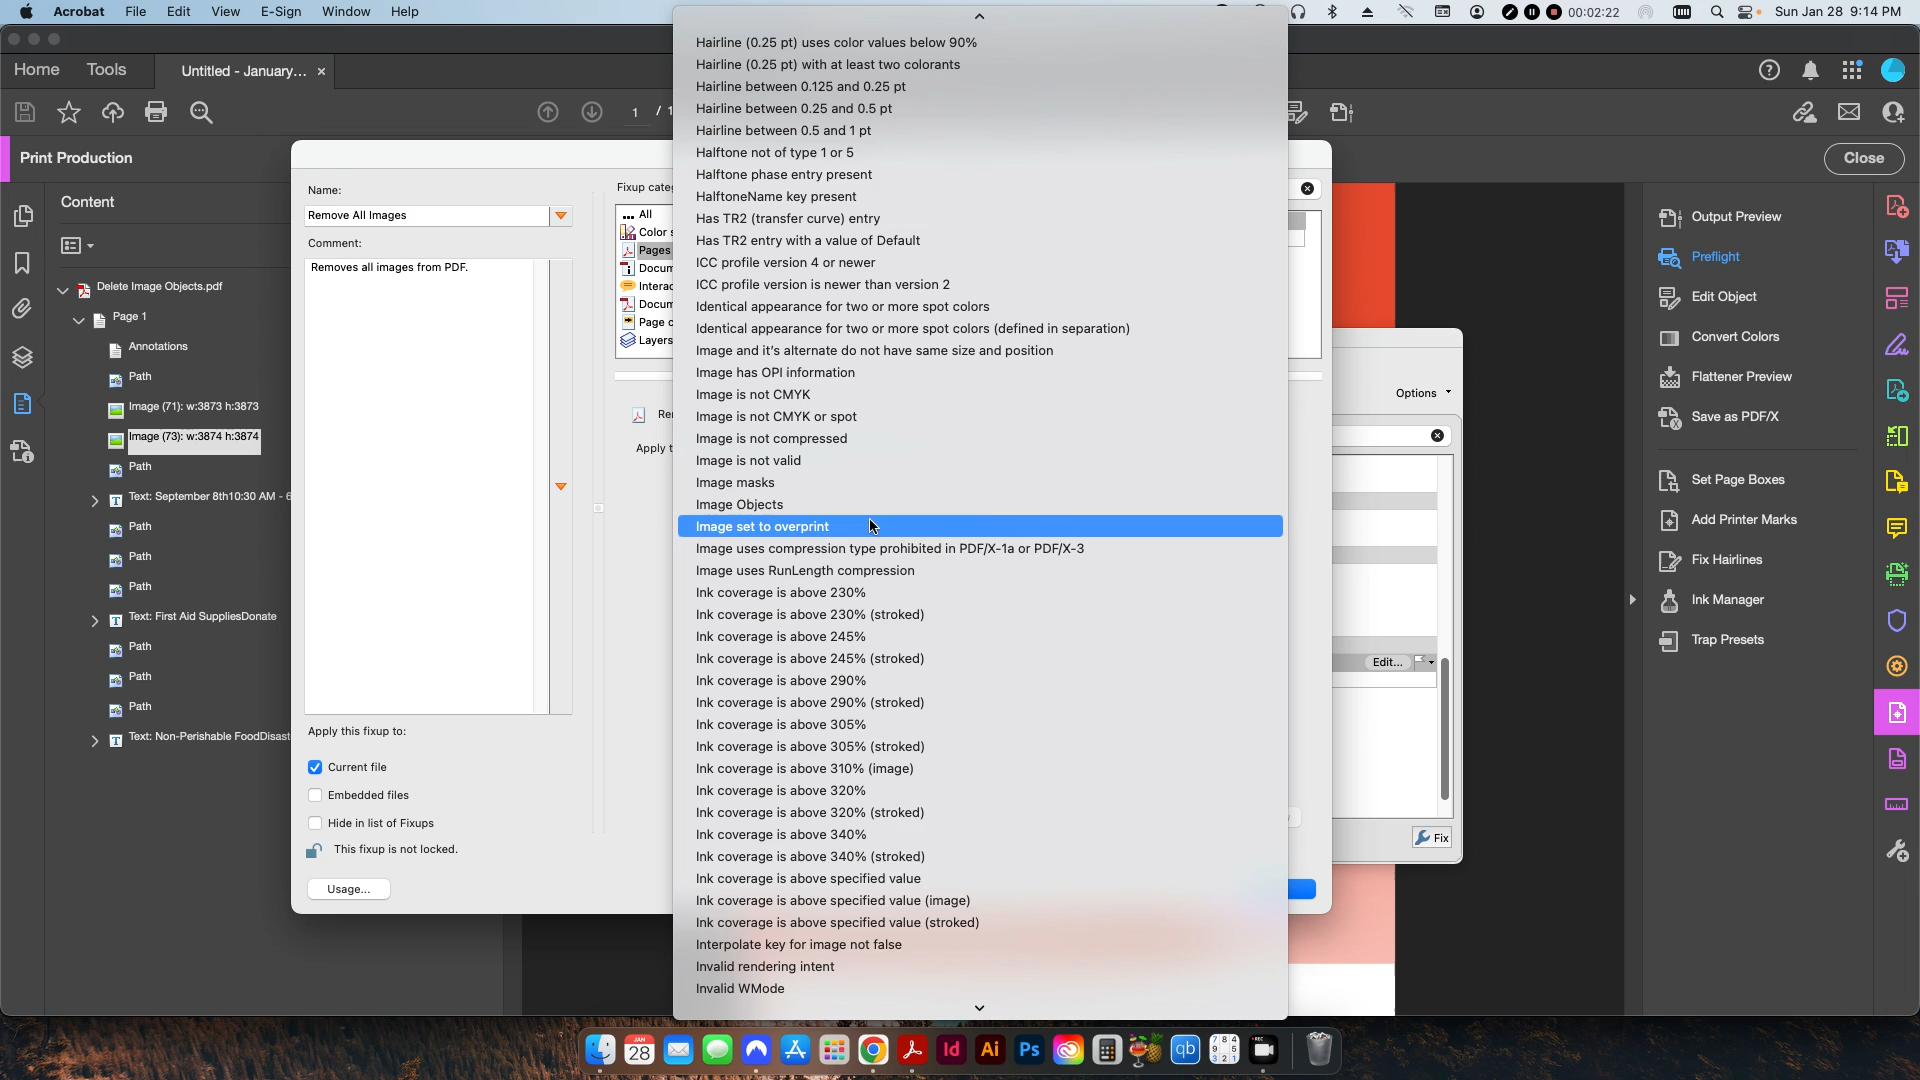 Acrobat File Edit View E-Sign Window Help
00:02:22 Sun Jan 28 9:14 PM
Home Tools Untitled - January... ×
1 / 1
Print Production
Close
Content
Delete Image Objects.pdf
Page 1
Annotations
Path
Image (71): w:3873 h:3873
Image (73): w:3874 h:3874
Path
Text: September 8th10:30 AM - 6
Path
Path
Path
Text: First Aid SuppliesDonate
Path
Path
Path
Text: Non-Perishable FoodDisast
Name:
Remove All Images
Comment:
Removes all images from PDF.
Apply this fixup to:
Current file
Embedded files
Hide in list of Fixups
This fixup is not locked.
Usage...
Fixup cate
All
Color s
Pages
Docum
Interac
Docum
Page c
Layers
Re
Apply t
Hairline (0.25 pt) uses color values below 90%
Hairline (0.25 pt) with at least two colorants
Hairline between 0.125 and 0.25 pt
Hairline between 0.25 and 0.5 pt
Hairline between 0.5 and 1 pt
Halftone not of type 1 or 5
Halftone phase entry present
HalftoneName key present
Has TR2 (transfer curve) entry
Has TR2 entry with a value of Default
ICC profile version 4 or newer
ICC profile version is newer than version 2
Identical appearance for two or more spot colors
Identical appearance for two or more spot colors (defined in separation)
Image and it's alternate do not have same size and position
Image has OPI information
Image is not CMYK
Image is not CMYK or spot
Image is not compressed
Image is not valid
Image masks
Image Objects
Image set to overprint
Image uses compression type prohibited in PDF/X-1a or PDF/X-3
Image uses RunLength compression
Ink coverage is above 230%
Ink coverage is above 230% (stroked)
Ink coverage is above 245%
Ink coverage is above 245% (stroked)
Ink coverage is above 290%
Ink coverage is above 290% (stroked)
Ink coverage is above 305%
Ink coverage is above 305% (stroked)
Ink coverage is above 310% (image)
Ink coverage is above 320%
Ink coverage is above 320% (stroked)
Ink coverage is above 340%
Ink coverage is above 340% (stroked)
Ink coverage is above specified value
Ink coverage is above specified value (image)
Ink coverage is above specified value (stroked)
Interpolate key for image not false
Invalid rendering intent
Invalid WMode
Options
Edit...
Fix
Output Preview
Preflight
Edit Object
Convert Colors
Flattener Preview
Save as PDF/X
Set Page Boxes
Add Printer Marks
Fix Hairlines
Ink Manager
Trap Presets
JAN
28
Id
Ai
Ps
qb
REC